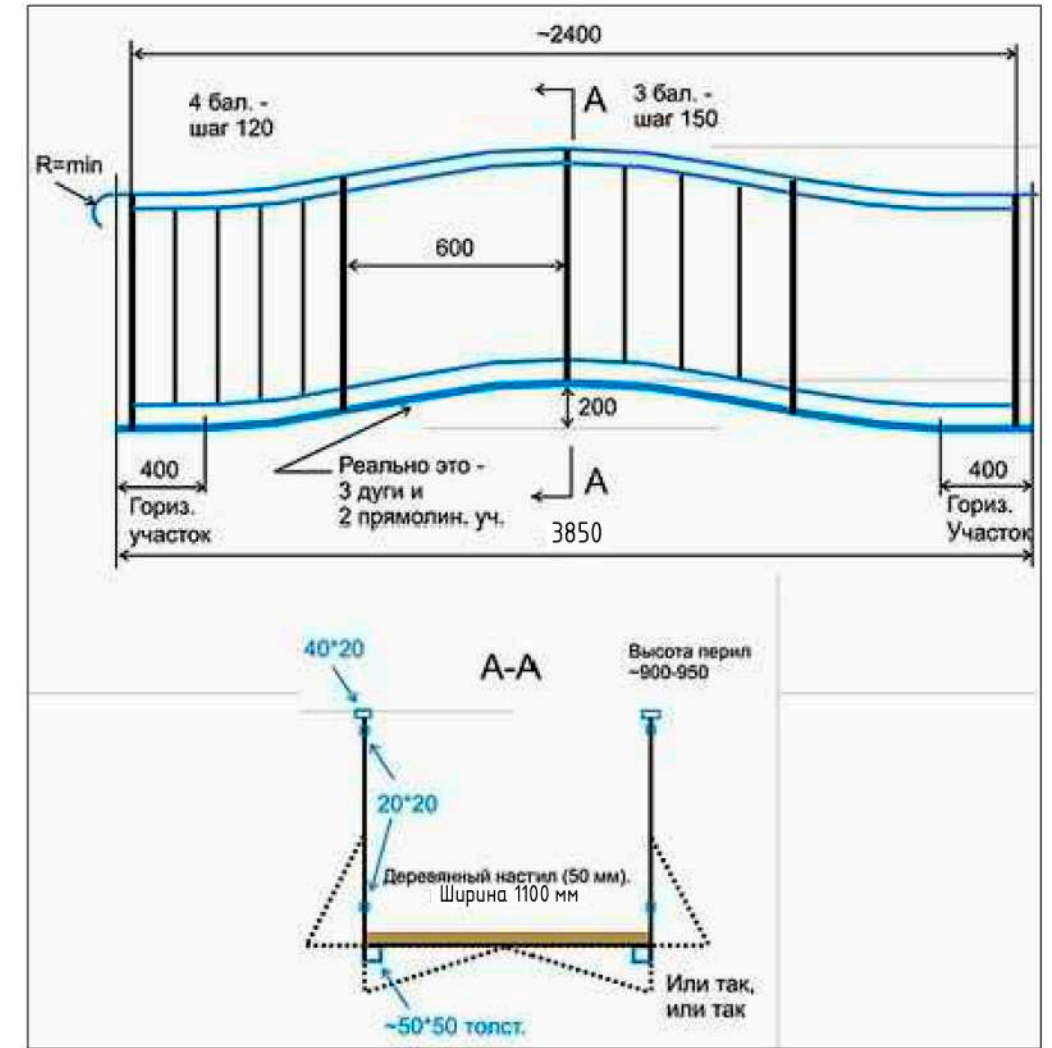 ~2400
4 бал. -
шаг 120
А
3 бал. -
шаг 150
R=min
600
200
400
Гориз.
участок
Реально это -
3 дуги и
2 прямолин. уч.
А
400
Гориз.
Участок
3850
40*20
А-А
Высота перил
~900-950
20*20
Деревянный настил (50 мм).
Ширина 1100 мм
Или так,
или так
~50*50 толст.